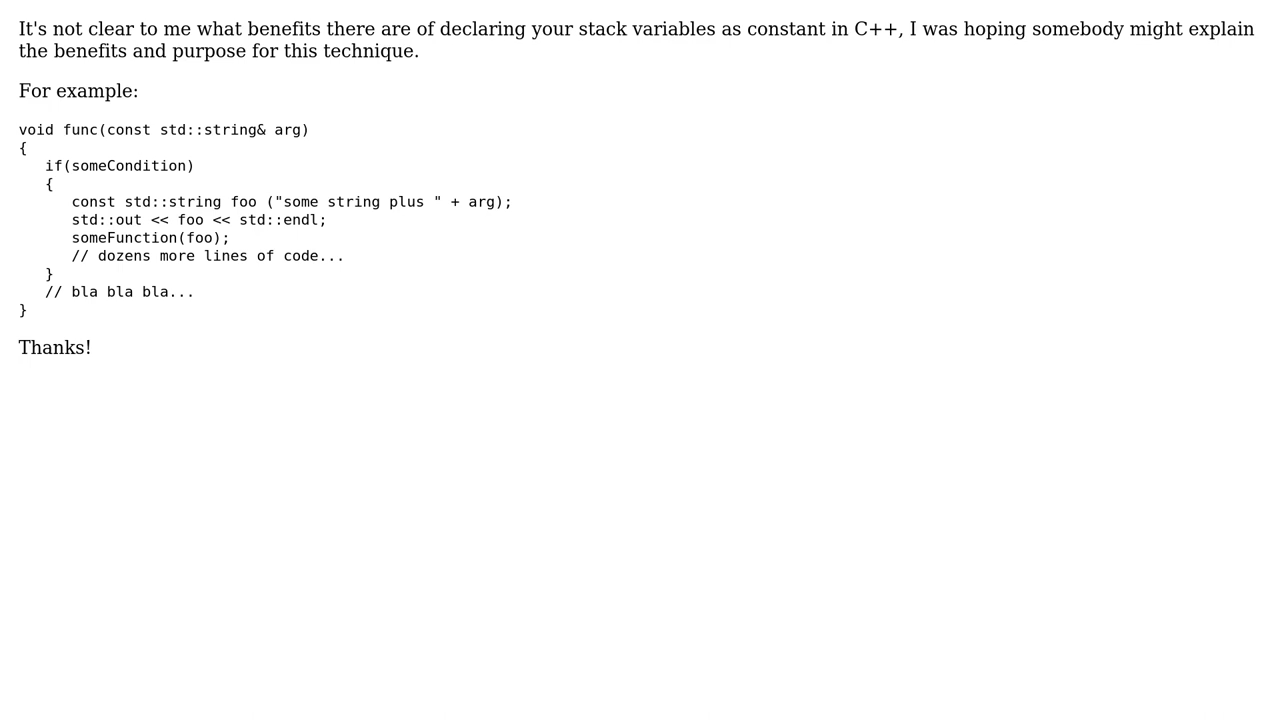 It's not clear to me what benefits there are of declaring your stack variables as constant in C++, I was hoping somebody might explain
the benefits and purpose for this technique.
For example:
void func(const std::string& arg)
{
   if(someCondition)
   {
      const std::string foo ("some string plus " + arg);
      std::out << foo << std::endl;
      someFunction(foo);
      // dozens more lines of code...
   }
   // bla bla bla...
}
Thanks!